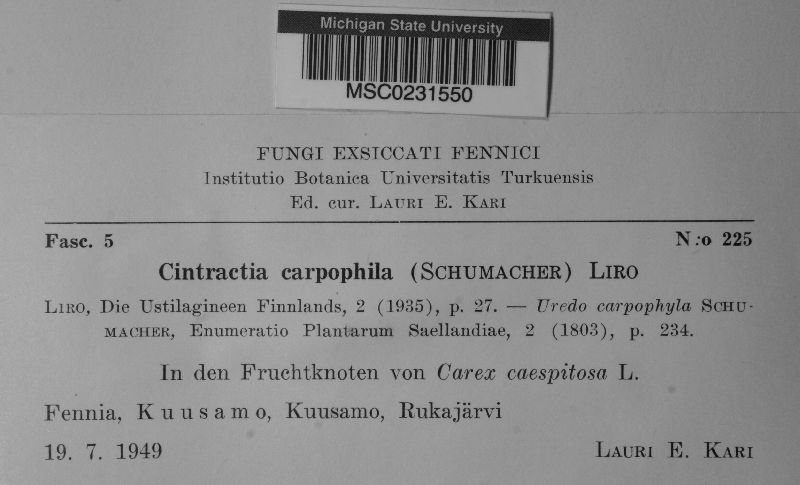 Michigan State University
MSC0231550
FUNGI EXSICCATI FENNICI
Institutio Botanica Universitatis Turkuensis
Ed. cur. LAURI E. KARI
Fasc. 5 N:o 225
Cintractia carpophila (SCHUMACHER) LIRO
LIRO, Die Ustilagineen Finnlands, 2 (1935), p. 27. — Uredo carpophyla SCHU-
MACHER, Enumeratio Plantarum Saellandiae, 2 (1803), p. 234.
In den Fruchtknoten von Carex caespitosa L.
Fennia, Kuusamo, Kuusamo, Rukajärvi
19. 7. 1949 LAURI E. KARI